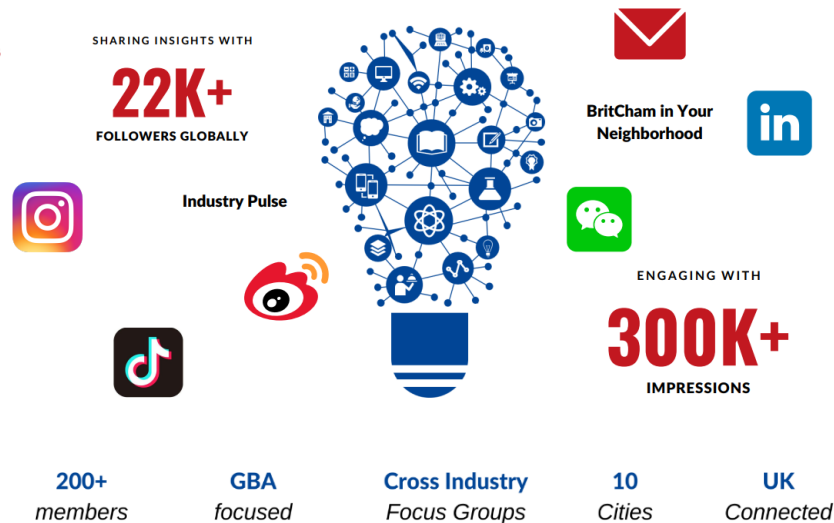 SHARING INSIGHTS WITH
22K+
FOLLOWERS GLOBALLY
Industry Pulse
BritCham in Your
Neighborhood
in
ENGAGING WITH
300K+
IMPRESSIONS
200+
members
GBA
focused
Cross Industry
Focus Groups
10
Cities
UK
Connected